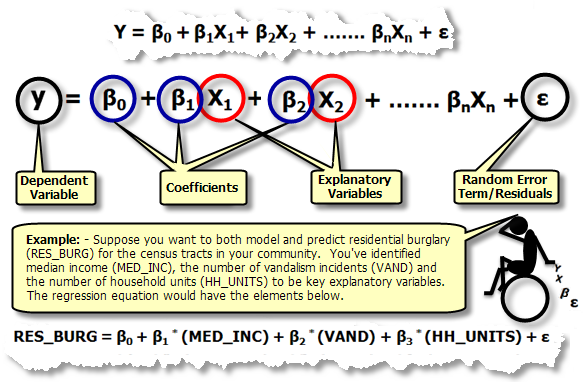 Y = β₀ + β₁X₁ + β₂X₂ + ....... βₙXₙ + ε
y = β₀ + β₁ X₁ + β₂ X₂ + ....... βₙXₙ + ε
Dependent Variable
Coefficients
Explanatory Variables
Random Error Term/Residuals
Example: - Suppose you want to both model and predict residential burglary
(RES_BURG) for the census tracts in your community. You've identified
median income (MED_INC), the number of vandalism incidents (VAND) and
the number of household units (HH_UNITS) to be key explanatory variables.
The regression equation would have the elements below.
Y X β ε
RES_BURG = β₀ + β₁ * (MED_INC) + β₂ * (VAND) + β₃ * (HH_UNITS) + ε